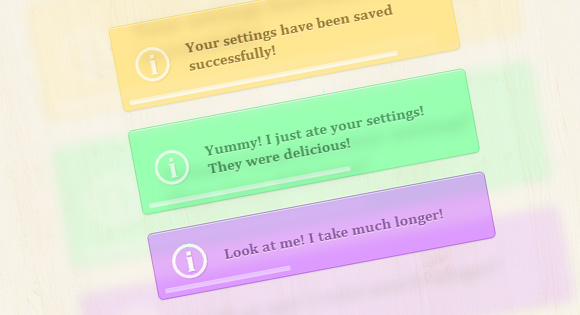 Your settings have been saved
successfully!
Yummy! I just ate your settings!
They were delicious!
Look at me! I take much longer!